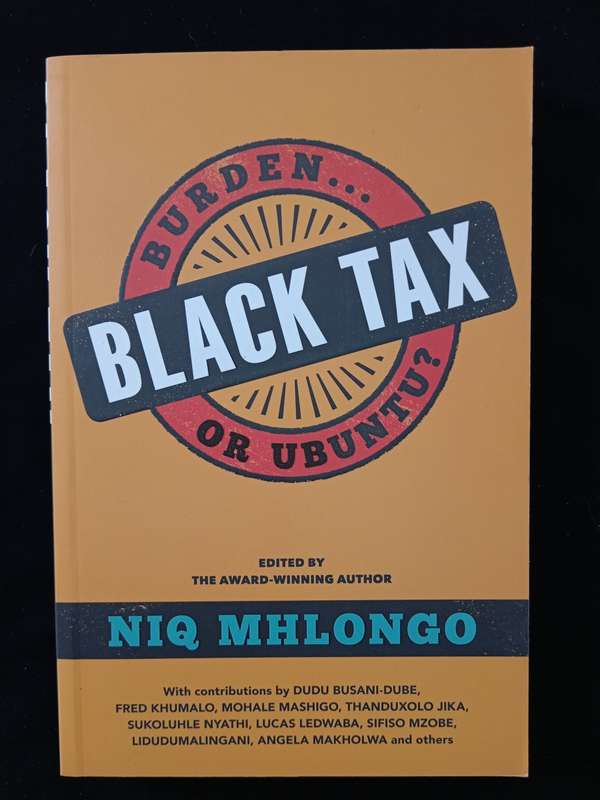 BURDEN...
BLACK TAX
OR UBUNTU?
EDITED BY
THE AWARD-WINNING AUTHOR
NIQ MHLONGO
With contributions by DUDU BUSANI-DUBE,
FRED KHUMALO, MOHALE MASHIGO, THANDUXOLO JIKA,
SUKOLUHLE NYATHI, LUCAS LEDWABA, SIFISO MZOBE,
LIDUDUMALINGANI, ANGELA MAKHOLWA and others